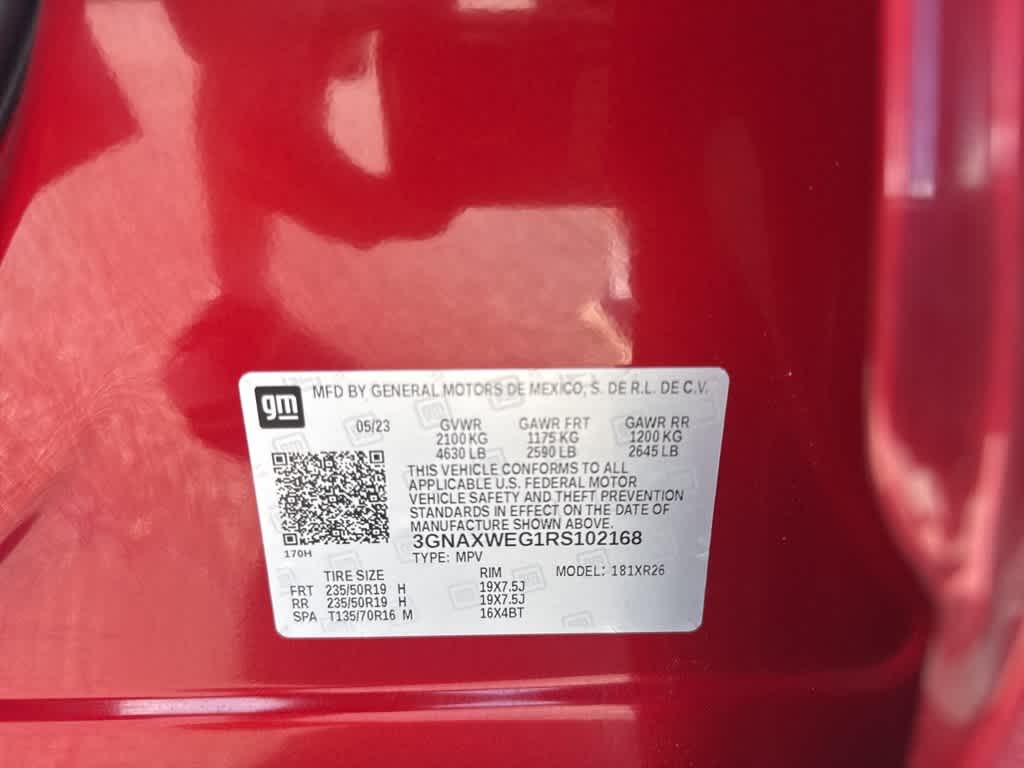 gm MFD BY GENERAL MOTORS DE MEXICO, S. DE R.L. DE C.V.
05/23 GVWR GAWR FRT GAWR RR
2100 KG 1175 KG 1200 KG
4630 LB 2590 LB 2645 LB
THIS VEHICLE CONFORMS TO ALL
APPLICABLE U.S. FEDERAL MOTOR
VEHICLE SAFETY AND THEFT PREVENTION
STANDARDS IN EFFECT ON THE DATE OF
MANUFACTURE SHOWN ABOVE.
3GNAXWEG1RS102168
170H
TYPE: MPV
TIRE SIZE RIM MODEL: 181XR26
FRT 235/50R19 H 19X7.5J
RR 235/50R19 H 19X7.5J
SPA T135/70R16 M 16X4BT